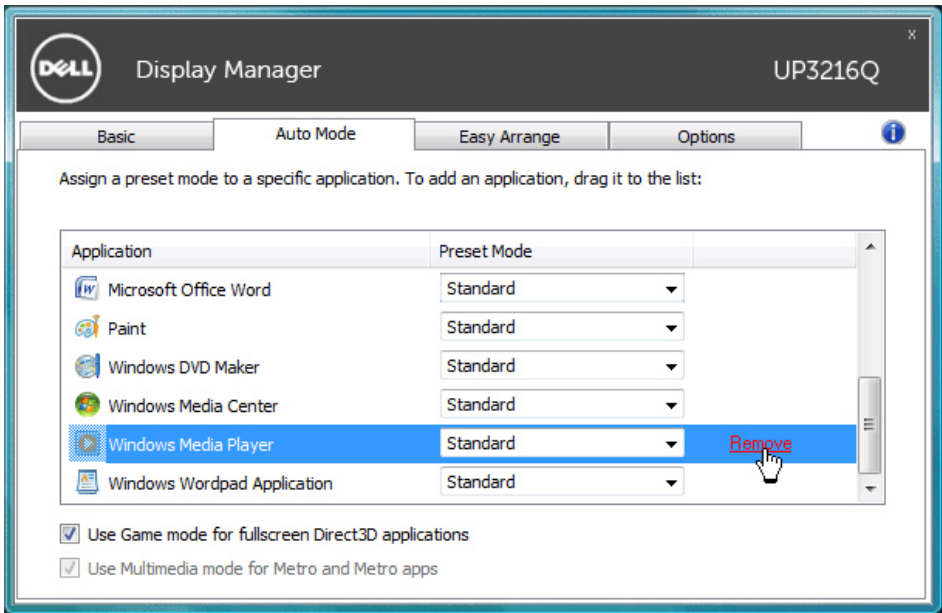 DELL Display Manager UP3216Q x
Basic Auto Mode Easy Arrange Options i
Assign a preset mode to a specific application. To add an application, drag it to the list:
Application Preset Mode
Microsoft Office Word Standard
Paint Standard
Windows DVD Maker Standard
Windows Media Center Standard
Windows Media Player Standard Remove
Windows Wordpad Application Standard
Use Game mode for fullscreen Direct3D applications
Use Multimedia mode for Metro and Metro apps